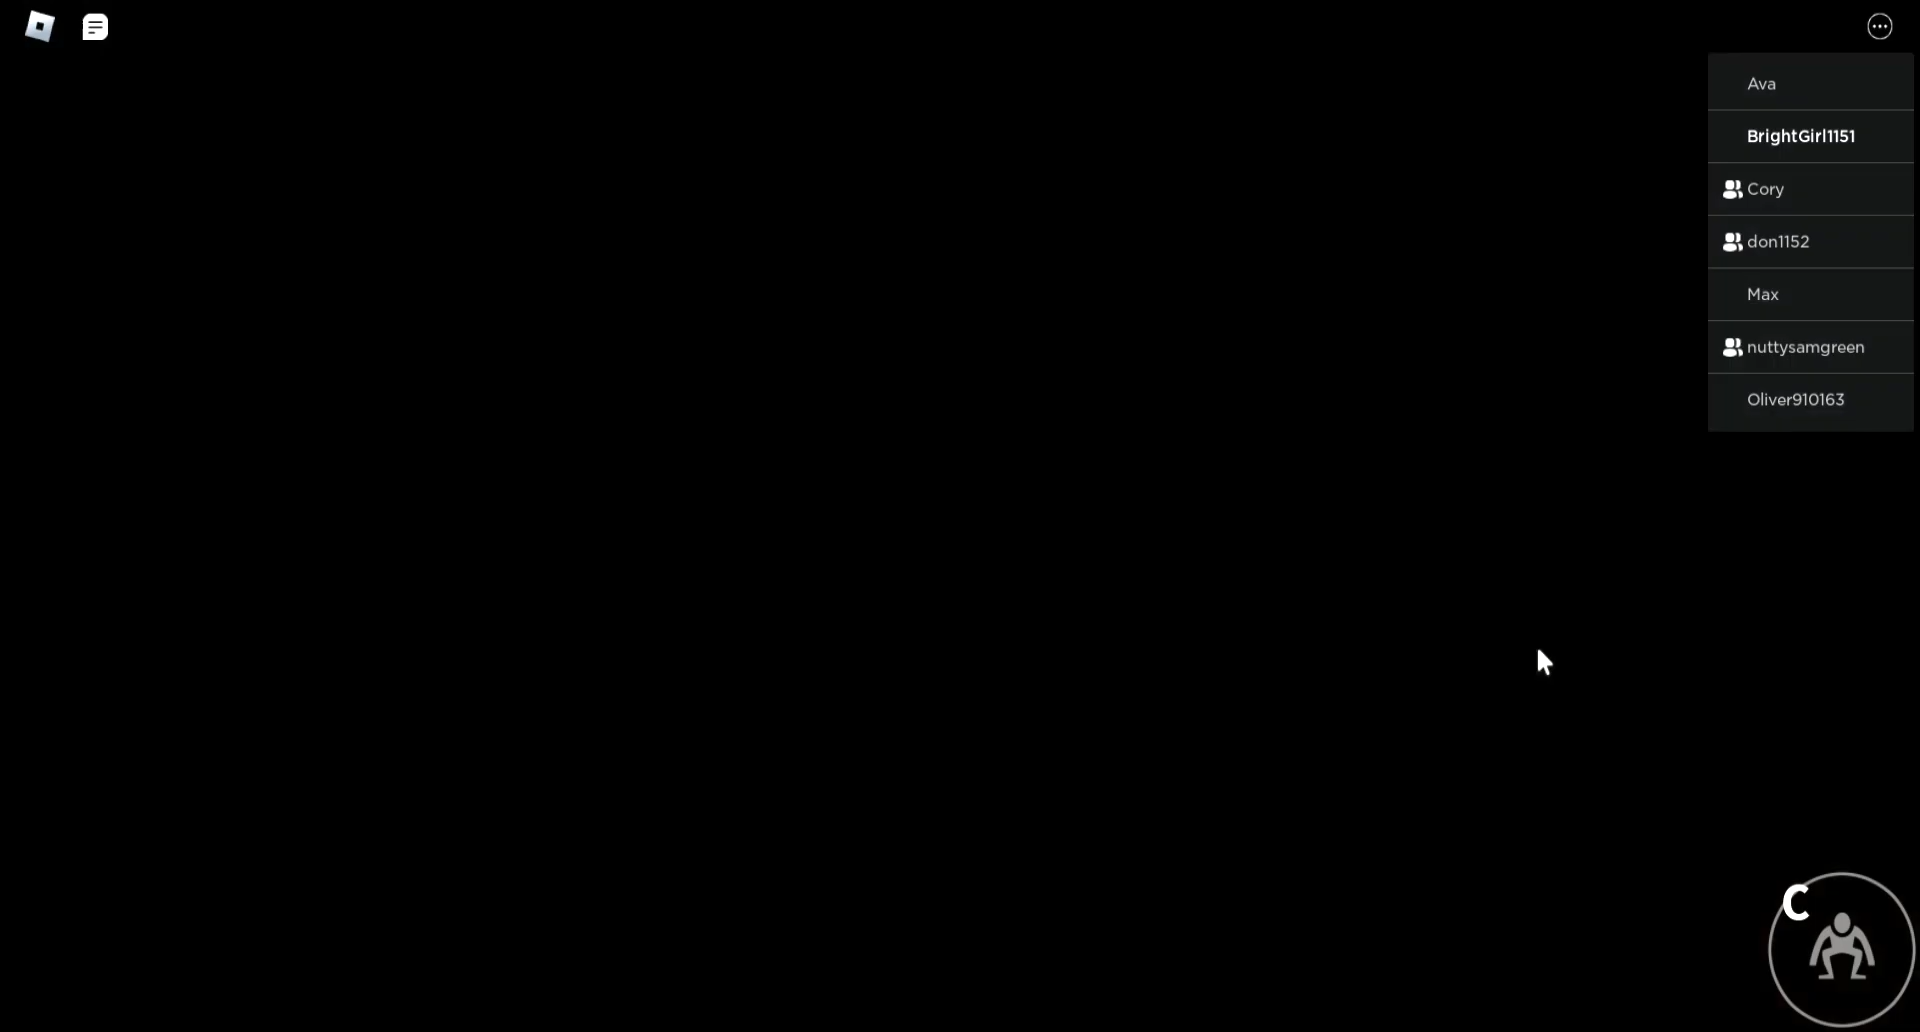 Ava
BrightGirl1151
Cory
don1152
Max
nuttysamgreen
Oliver910163
C